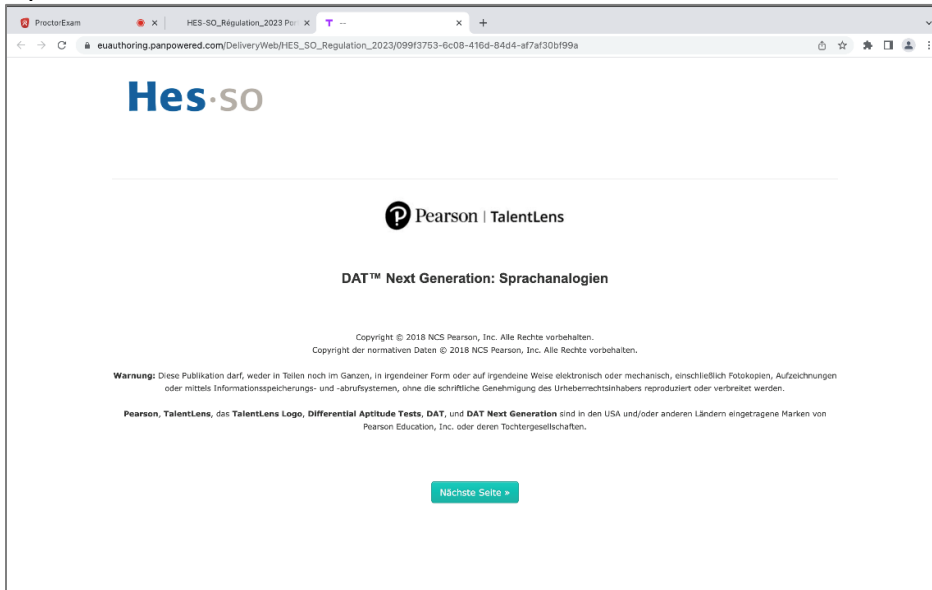 ProctorExam
HES-SO_Régulation_2023 Por
--
euauthoring.panpowered.com/DeliveryWeb/HES_SO_Regulation_2023/099f3753-6c08-416d-84d4-af7af30bf99a
Hes·so
Pearson | TalentLens
DAT™ Next Generation: Sprachanalogien
Copyright © 2018 NCS Pearson, Inc. Alle Rechte vorbehalten.
Copyright der normativen Daten © 2018 NCS Pearson, Inc. Alle Rechte vorbehalten.
Warnung: Diese Publikation darf, weder in Teilen noch im Ganzen, in irgendeiner Form oder auf irgendeine Weise elektronisch oder mechanisch, einschließlich Fotokopien, Aufzeichnungen
oder mittels Informationsspeicherungs- und -abrufsystemen, ohne die schriftliche Genehmigung des Urheberrechtsinhabers reproduziert oder verbreitet werden.
Pearson, TalentLens, das TalentLens Logo, Differential Aptitude Tests, DAT, und DAT Next Generation sind in den USA und/oder anderen Ländern eingetragene Marken von
Pearson Education, Inc. oder deren Tochtergesellschaften.
Nächste Seite »